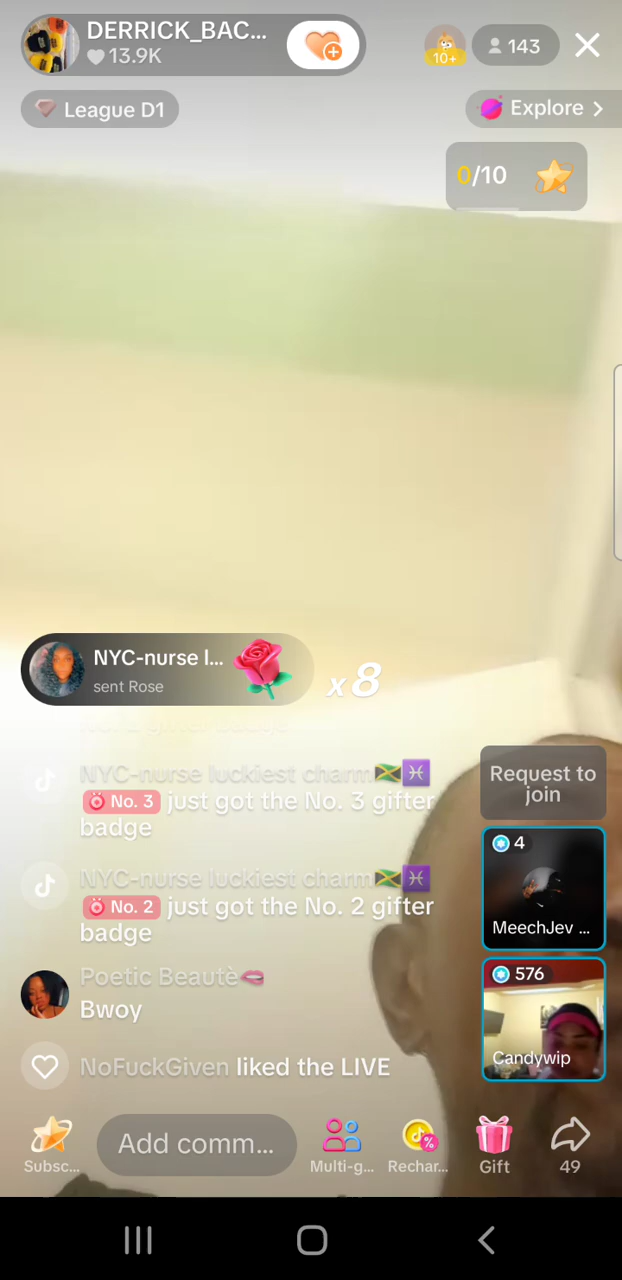 DERRICK_BAC...
13.9K
10+
143
League D1
Explore
0/10
NYC-nurse l...
sent Rose
x8
NYC-nurse luckiest charm
No. 3 just got the No. 3 gifter
badge
NYC-nurse luckiest charm
No. 2 just got the No. 2 gifter
badge
Poetic Beautè
Bwoy
NoFuckGiven liked the LIVE
Request to
join
4
MeechJev ...
576
Candywip
Add comm...
Subsc...
Multi-g...
Rechar...
Gift
49